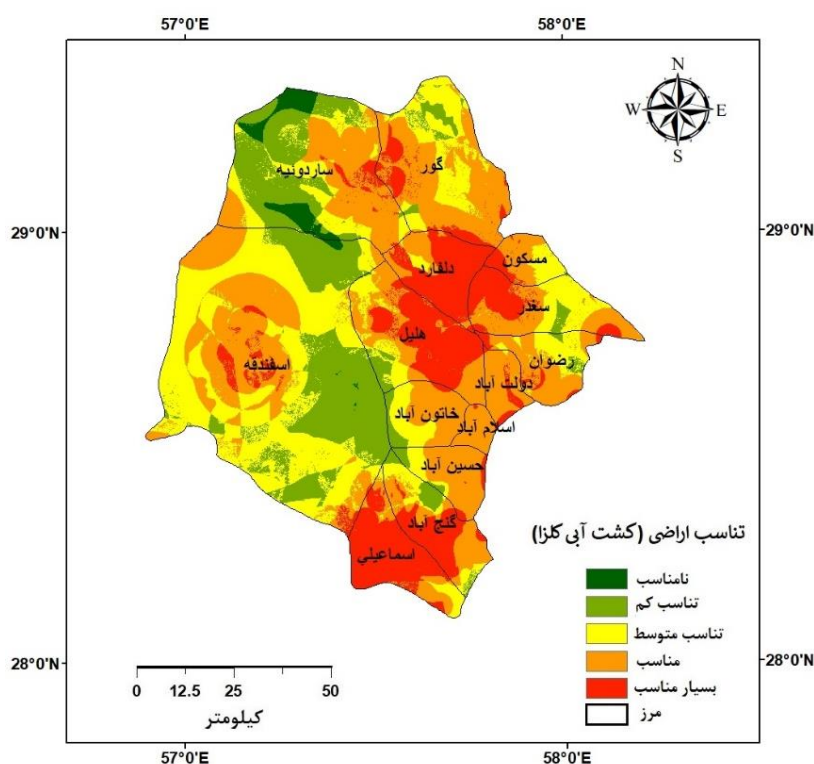 57°0'E
58°0'E
N
W
E
S
گور
ساردوئیه
29°0'N
29°0'N
مسکون
دلفارد
سغدر
هلیل
رضوان
اسفندقه
دولت آباد
خاتون آباد
اسلام آباد
حسین آباد
گنج آباد
تناسب اراضی (کشت آبی کلزا)
اسماعیلی
نامناسب
تناسب کم
تناسب متوسط
مناسب
بسیار مناسب
مرز
28°0'N
28°0'N
0 12.5 25 50
کیلومتر
57°0'E
58°0'E